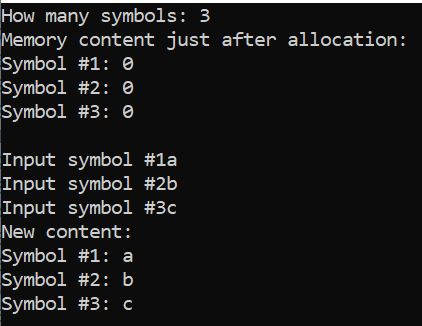 How many symbols: 3
Memory content just after allocation:
Symbol #1: 0
Symbol #2: 0
Symbol #3: 0
Input symbol #1a
Input symbol #2b
Input symbol #3c
New content:
Symbol #1: a
Symbol #2: b
Symbol #3: c